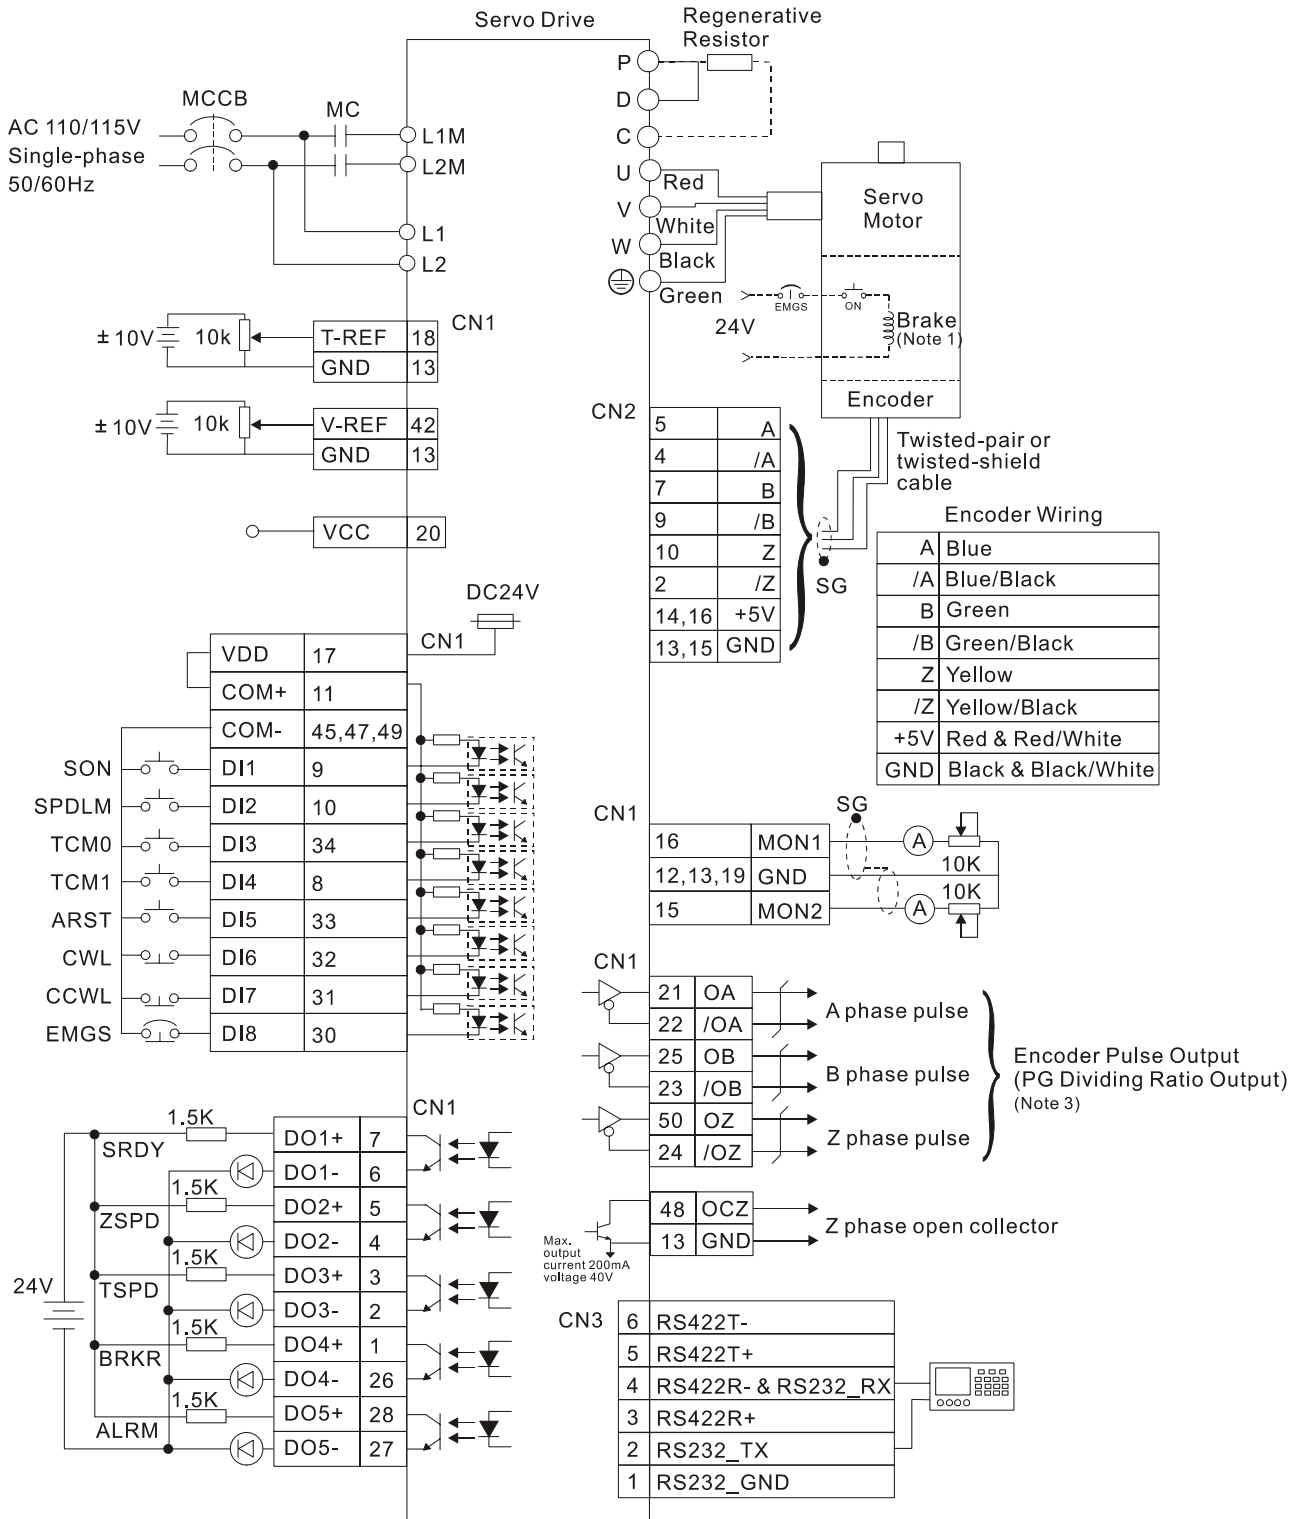 Servo Drive
Regenerative
Resistor
P
D
C
U
V
W
Red
White
Black
Green
MCCB
MC
AC 110/115V
Single-phase
50/60Hz
L1M
L2M
L1
L2
Servo
Motor
EMGS
ON
24V
Brake
(Note 1)
Encoder
CN1
± 10V
10k
T-REF 18
GND 13
± 10V
10k
V-REF 42
GND 13
VCC 20
CN2
5 A
4 /A
7 B
9 /B
10 Z
2 /Z
14,16 +5V
13,15 GND
SG
Twisted-pair or
twisted-shield
cable
Encoder Wiring
A Blue
/A Blue/Black
B Green
/B Green/Black
Z Yellow
/Z Yellow/Black
+5V Red & Red/White
GND Black & Black/White
DC24V
CN1
VDD 17
COM+ 11
COM- 45,47,49
SON DI1 9
SPDLM DI2 10
TCM0 DI3 34
TCM1 DI4 8
ARST DI5 33
CWL DI6 32
CCWL DI7 31
EMGS DI8 30
CN1
SG
16 MON1
12,13,19 GND
15 MON2
A
10K
10K
A
CN1
21 OA
22 /OA
A phase pulse
25 OB
23 /OB
B phase pulse
50 OZ
24 /OZ
Z phase pulse
Encoder Pulse Output
(PG Dividing Ratio Output)
(Note 3)
48 OCZ
13 GND
Z phase open collector
Max.
output
current 200mA
voltage 40V
CN1
24V
SRDY
1.5K
DO1+ 7
DO1- 6
ZSPD
1.5K
DO2+ 5
DO2- 4
TSPD
1.5K
DO3+ 3
DO3- 2
BRKR
1.5K
DO4+ 1
DO4- 26
ALRM
1.5K
DO5+ 28
DO5- 27
CN3
6 RS422T-
5 RS422T+
4 RS422R- & RS232_RX
3 RS422R+
2 RS232_TX
1 RS232_GND